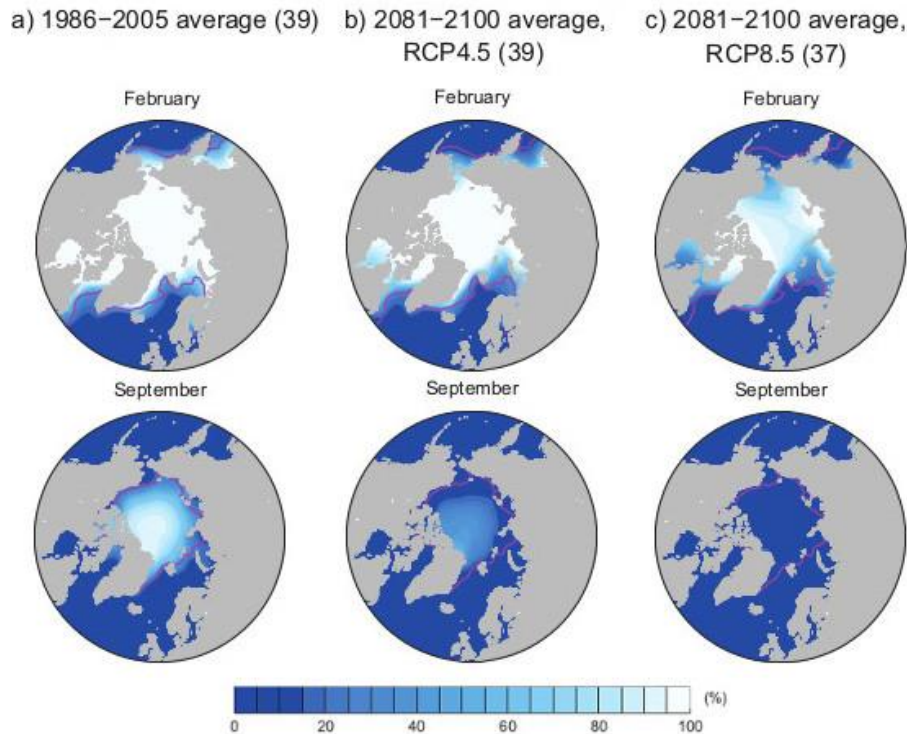 a) 1986−2005 average (39)
b) 2081−2100 average,
RCP4.5 (39)
c) 2081−2100 average,
RCP8.5 (37)
February
February
February
September
September
September
(%)
0 20 40 60 80 100